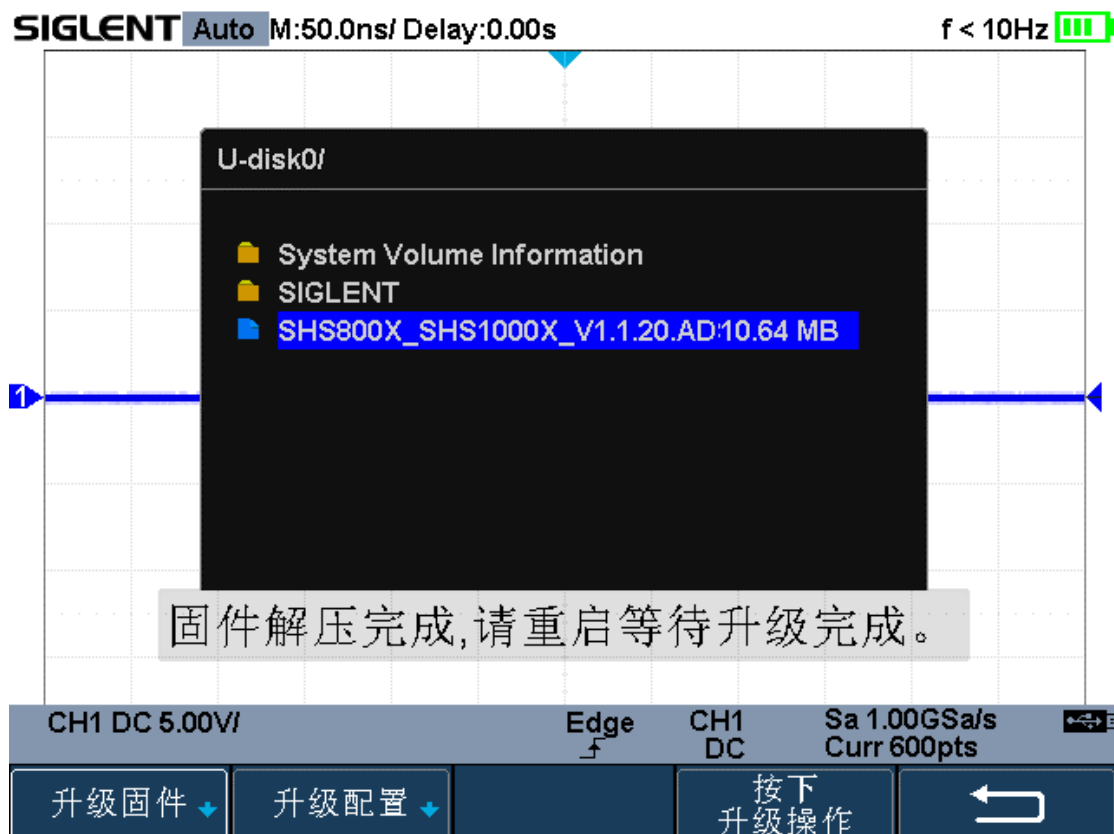 SIGLENT Auto M:50.0ns/ Delay:0.00s f < 10Hz
U-disk0/
System Volume Information
SIGLENT
SHS800X_SHS1000X_V1.1.20.AD:10.64 MB
1
固件解压完成,请重启等待升级完成。
CH1 DC 5.00V/ Edge CH1 Sa 1.00GSa/s
DC Curr 600pts
升级固件 升级配置 按下
升级操作